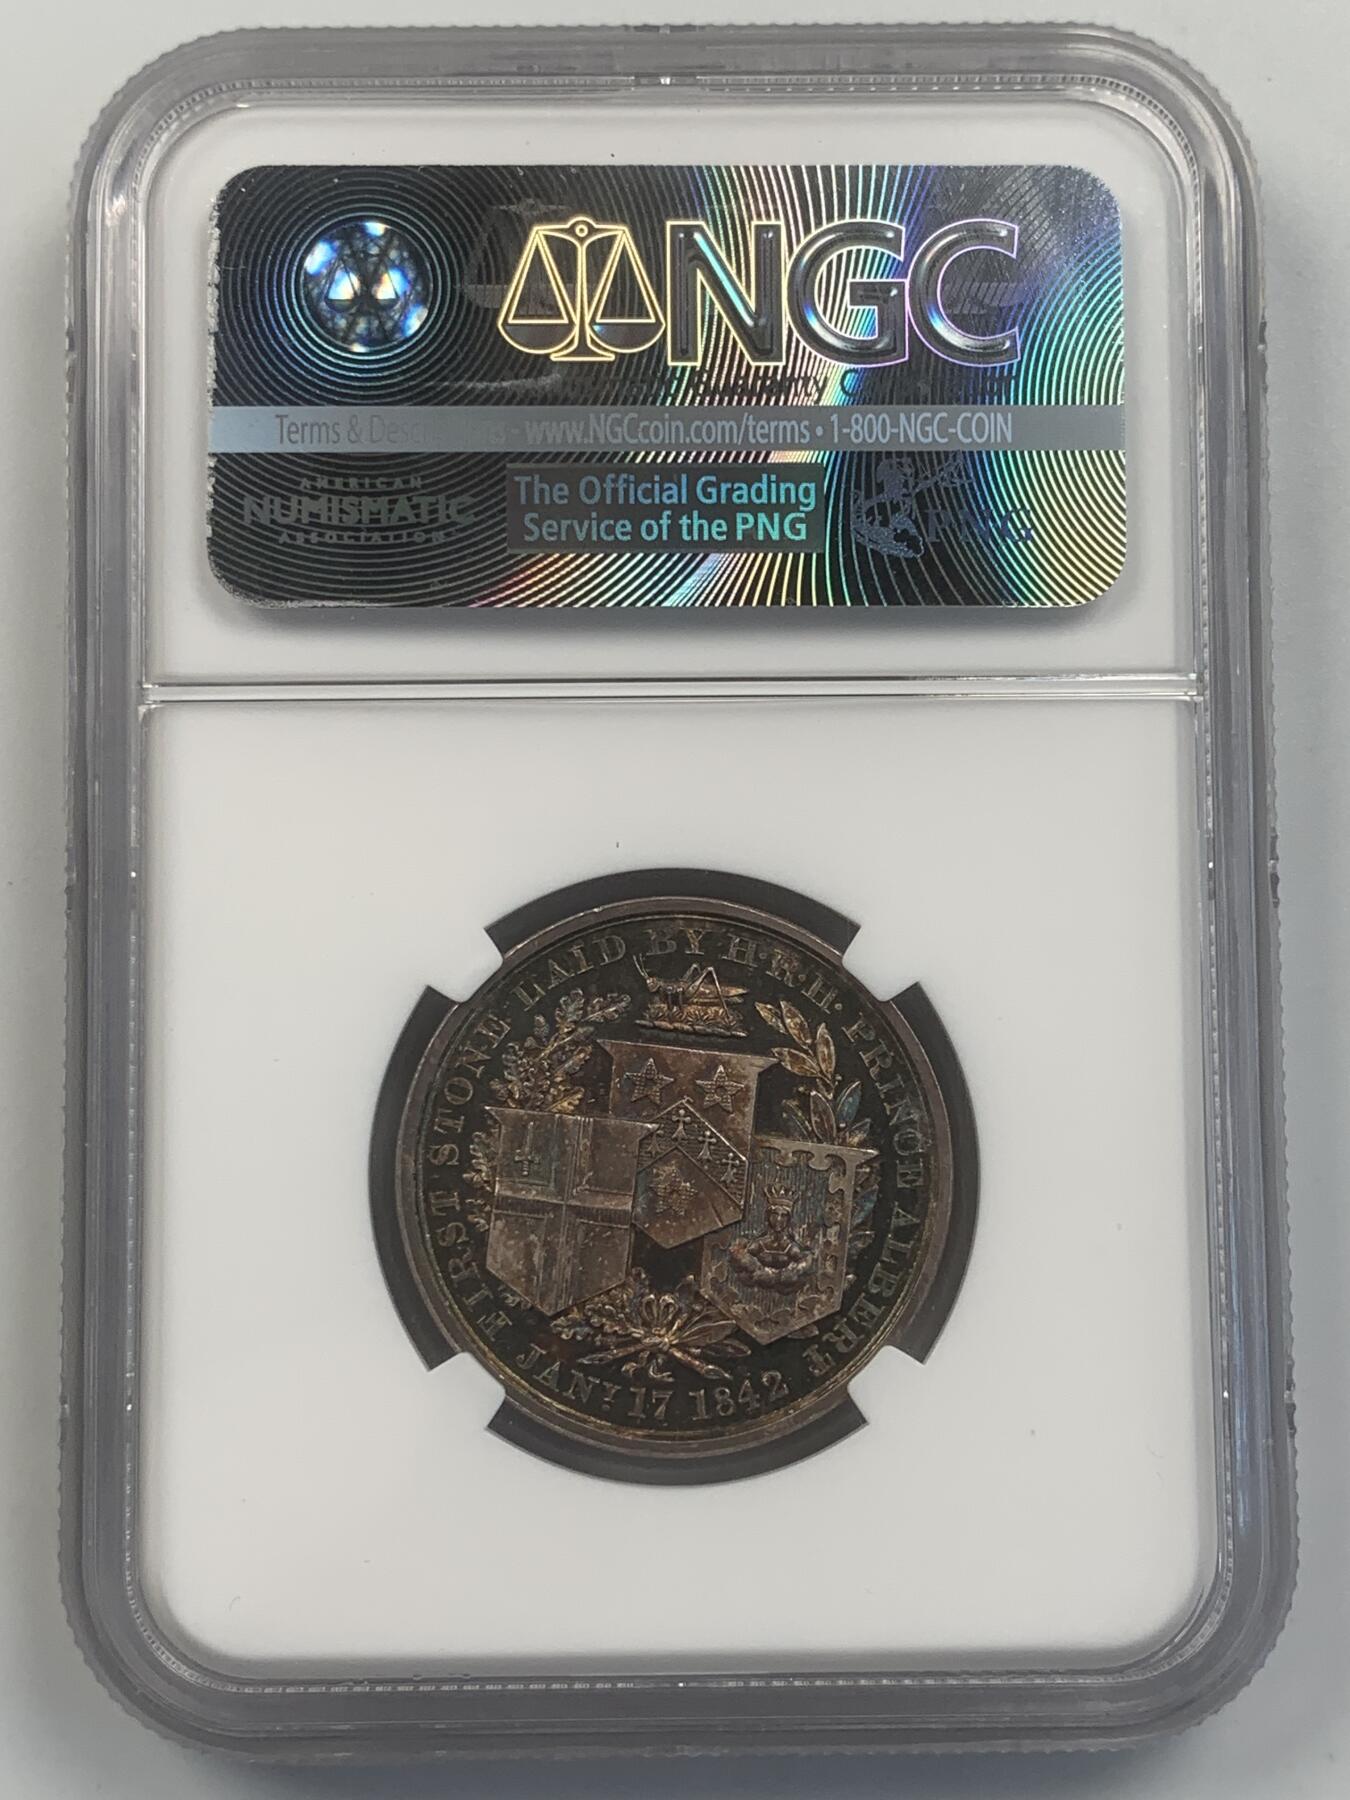 NGC
Terms & Descriptions - www.NGCcoin.com/terms • 1-800-NGC-COIN
AMERICAN
NUMISMATIC
ASSOCIATION
The Official Grading
Service of the PNG
PNG
FIRST STONE LAID BY H·R·H· PRINCE ALBERT
JANY. 17 1842